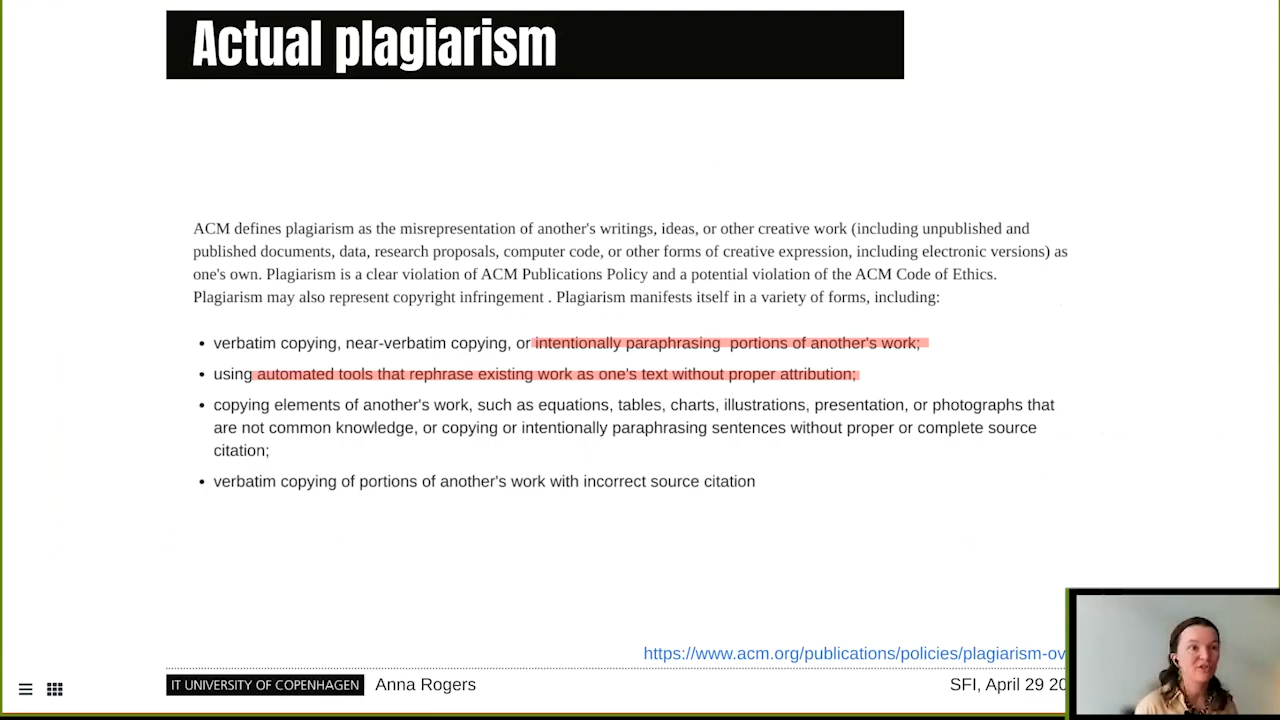 Actual plagiarism
ACM defines plagiarism as the misrepresentation of another's writings, ideas, or other creative work (including unpublished and
published documents, data, research proposals, computer code, or other forms of creative expression, including electronic versions) as
one's own. Plagiarism is a clear violation of ACM Publications Policy and a potential violation of the ACM Code of Ethics.
Plagiarism may also represent copyright infringement . Plagiarism manifests itself in a variety of forms, including:
• verbatim copying, near-verbatim copying, or intentionally paraphrasing portions of another's work;
• using automated tools that rephrase existing work as one's text without proper attribution;
• copying elements of another's work, such as equations, tables, charts, illustrations, presentation, or photographs that
are not common knowledge, or copying or intentionally paraphrasing sentences without proper or complete source
citation;
• verbatim copying of portions of another's work with incorrect source citation
https://www.acm.org/publications/policies/plagiarism-ov
IT UNIVERSITY OF COPENHAGEN Anna Rogers SFI, April 29 20